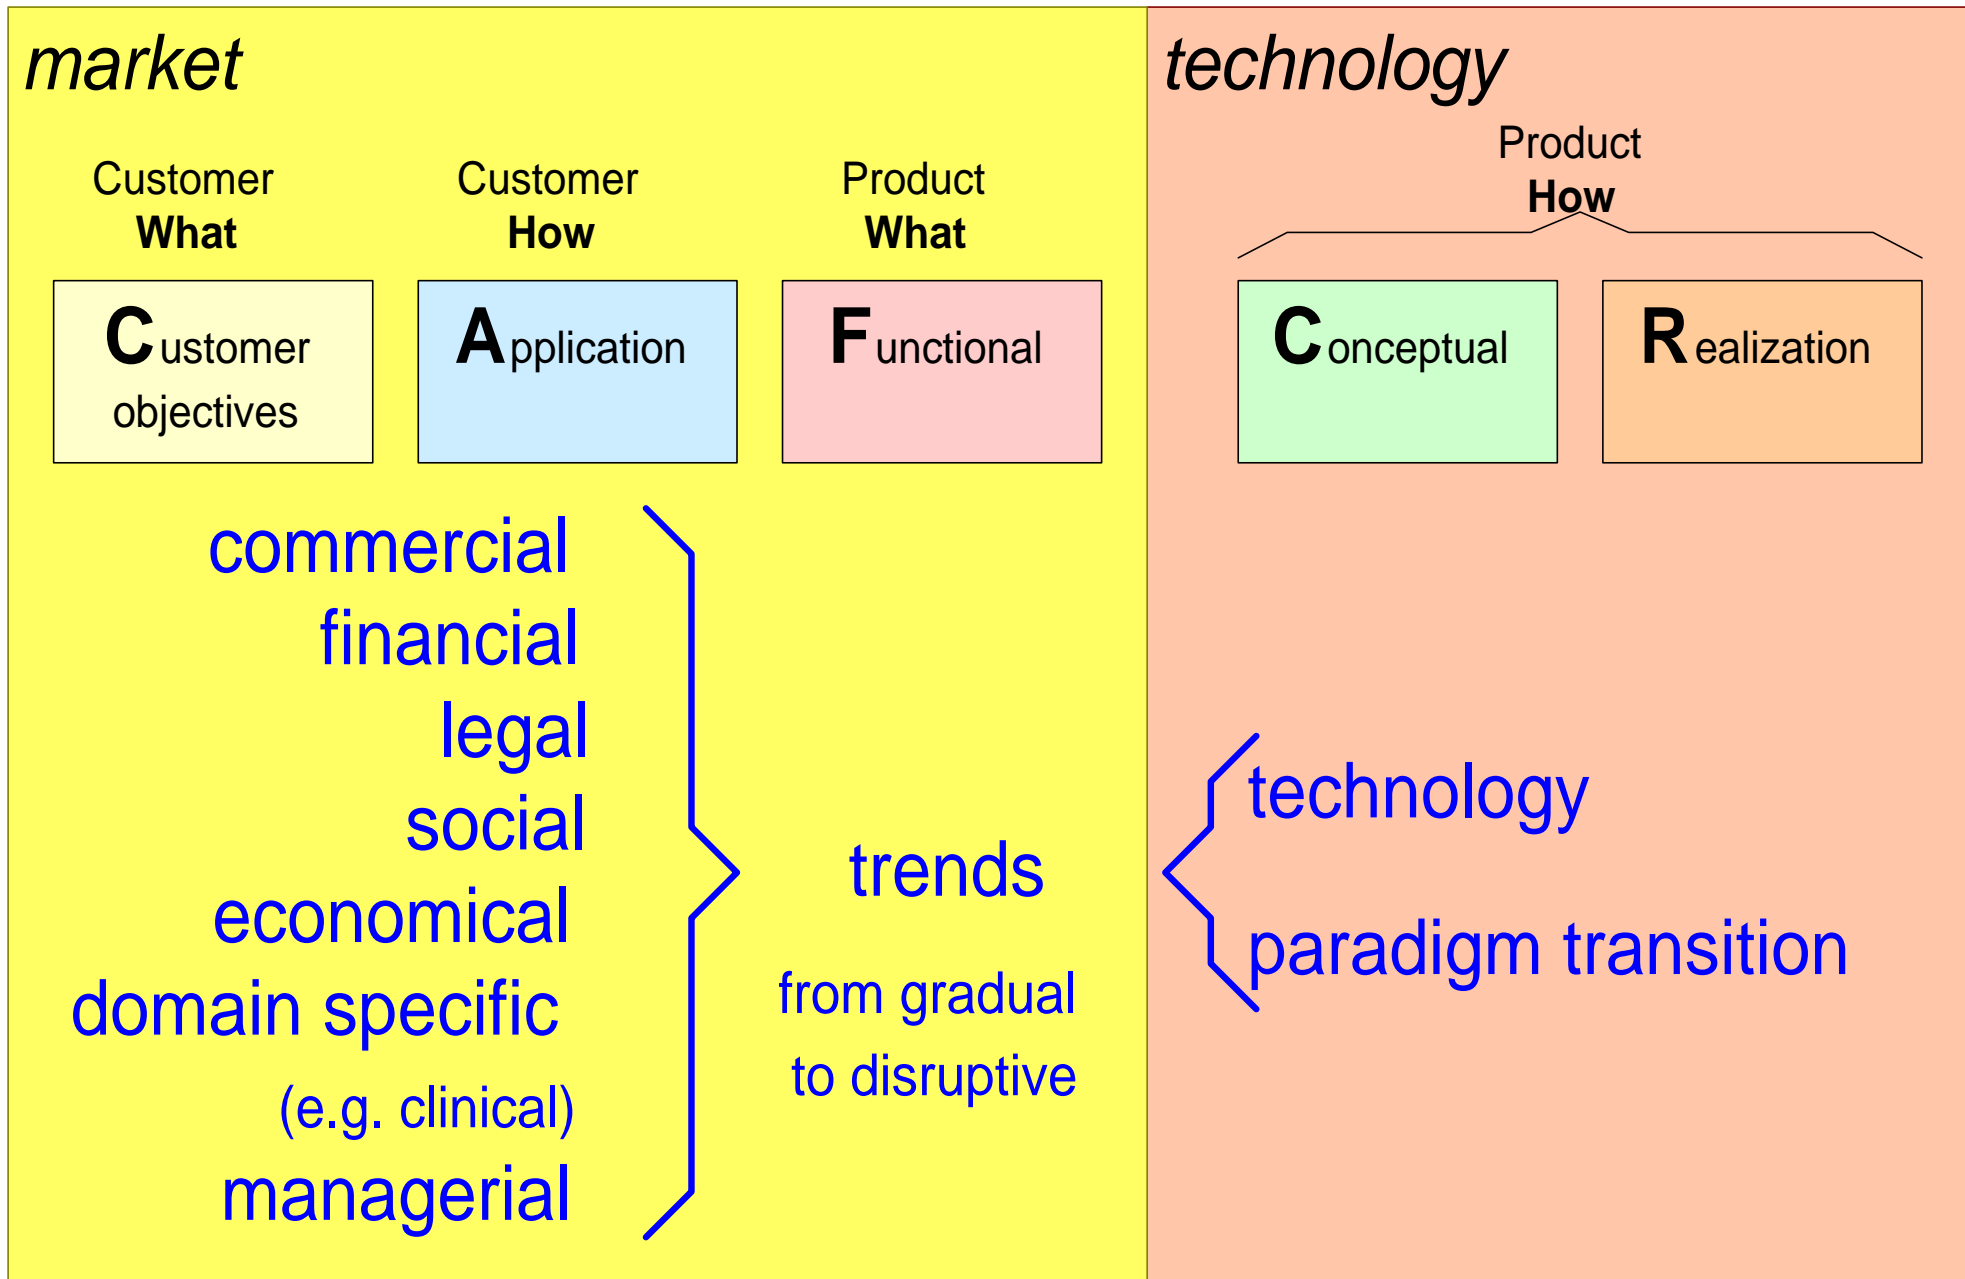 market
technology
Customer
What
Customer
How
Product
What
Product
How
Customer
objectives
Application
Functional
Conceptual
Realization
commercial
financial
legal
social
economical
domain specific
(e.g. clinical)
managerial
trends
from gradual
to disruptive
technology
paradigm transition